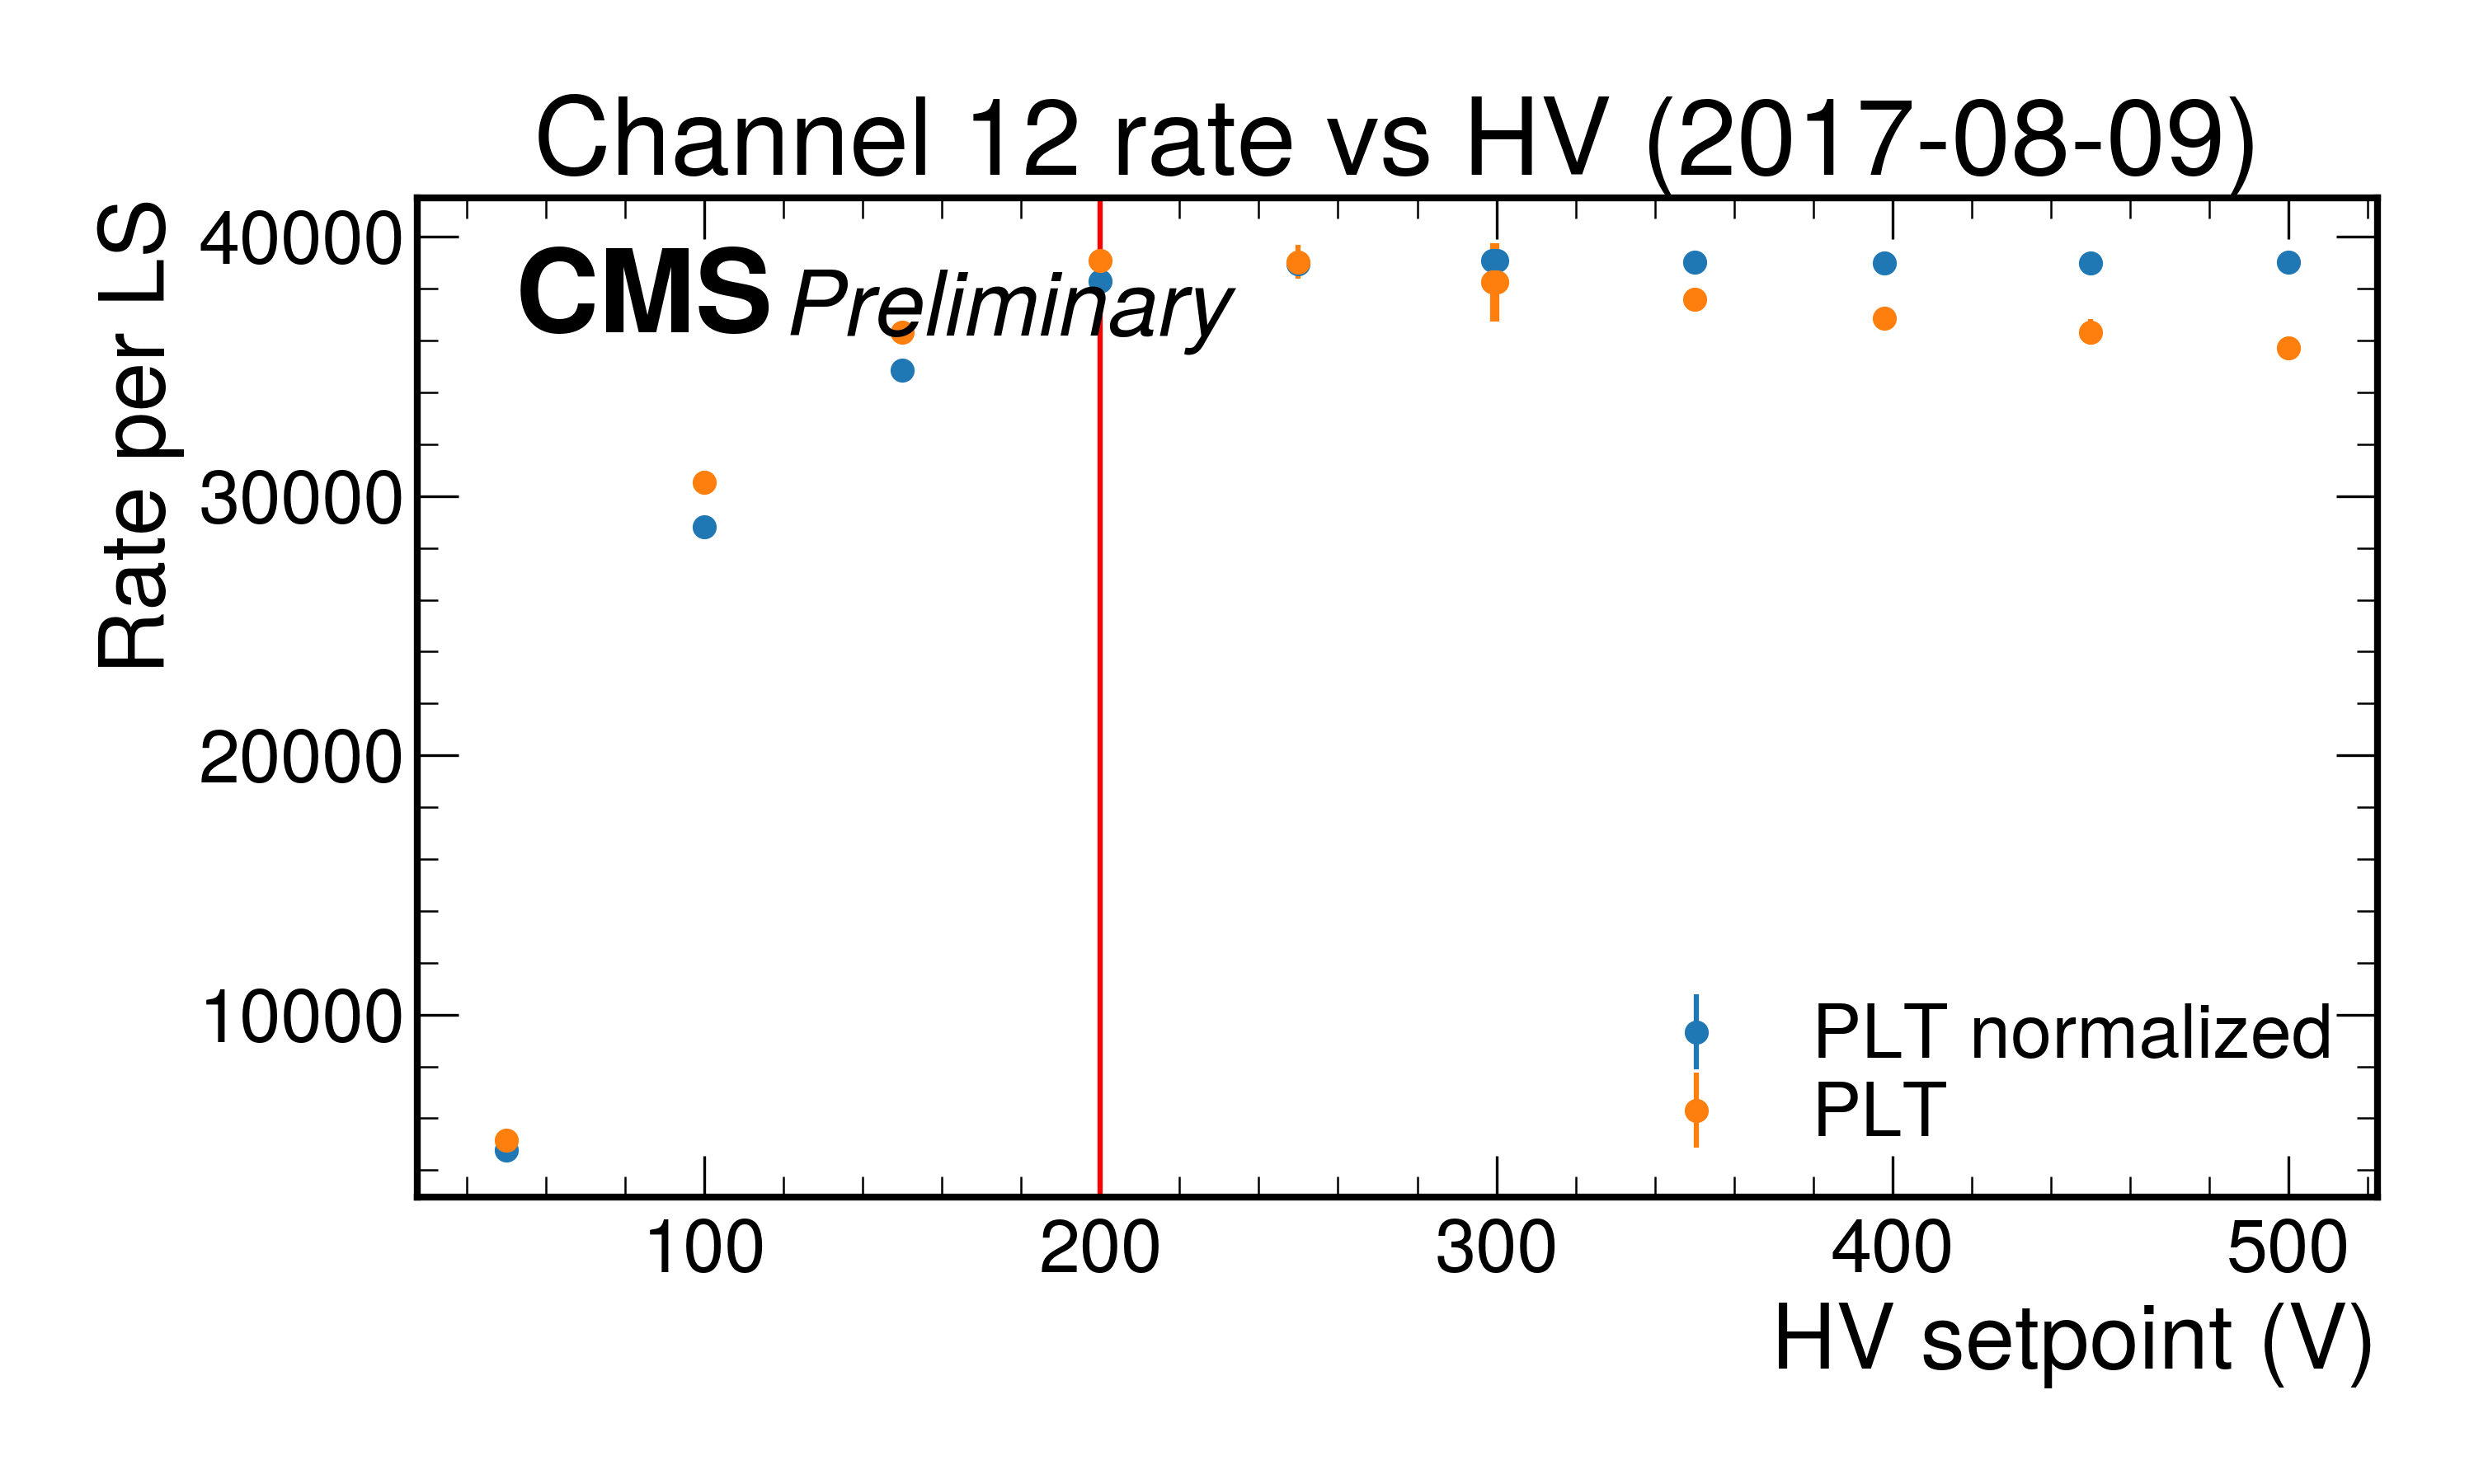 Channel 12 rate vs HV (2017-08-09)
Rate per LS
40000
CMS Preliminary
30000
20000
10000
PLT normalized
PLT
100 200 300 400 500
HV setpoint (V)